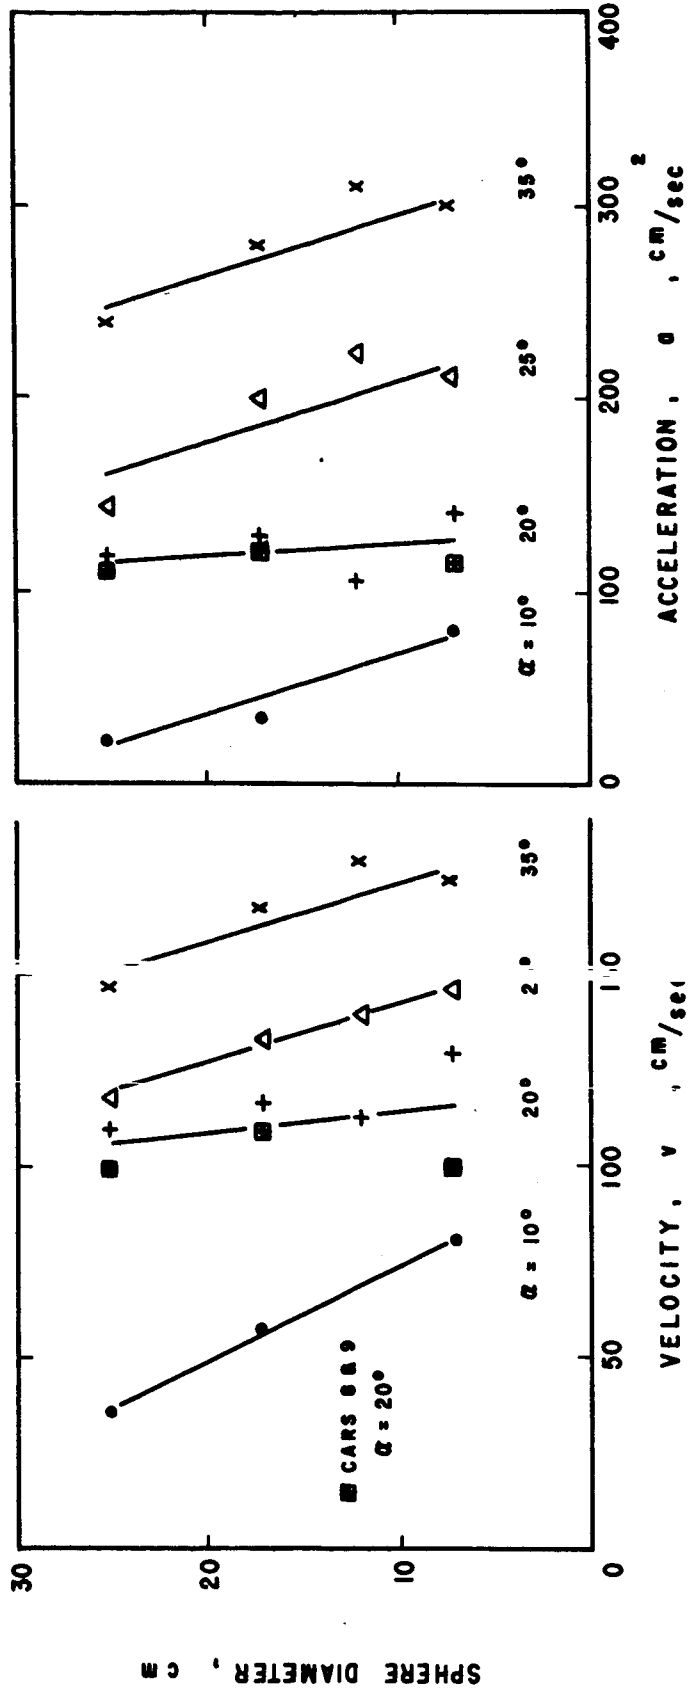 30
20
10
SPHERE DIAMETER, cm
α = 10°
20°
35°
CARS 8 & 9
α = 20°
0
50
100
VELOCITY, v , cm/sec
α = 10°
20°
25°
35°
0
100
200
300
400
ACCELERATION, a , cm/sec²